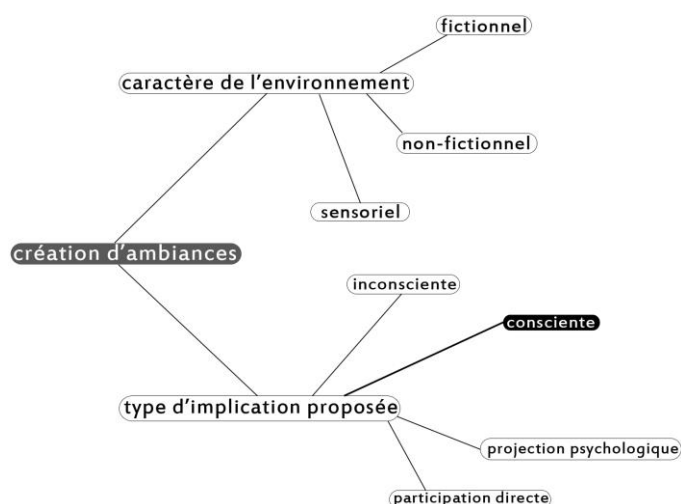 fictionnel
caractère de l'environnement
non-fictionnel
sensoriel
création d'ambiances
inconsciente
consciente
type d'implication proposée
projection psychologique
participation directe